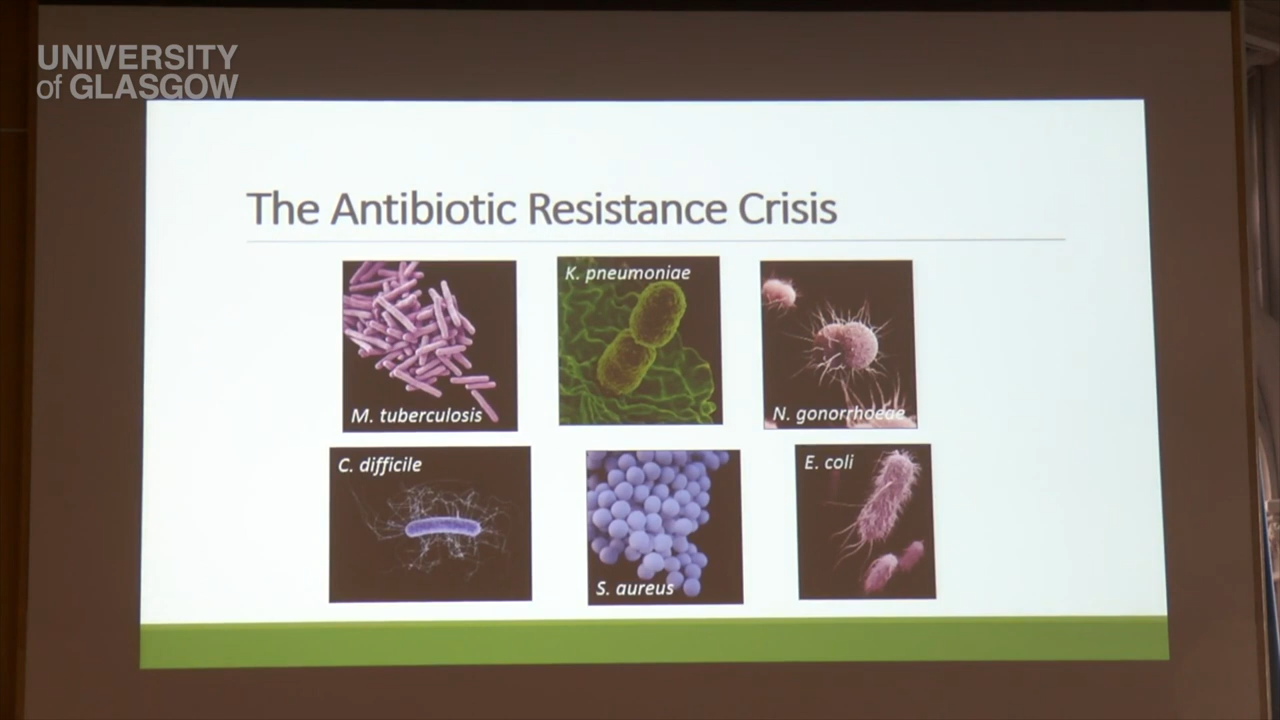 UNIVERSITY
of GLASGOW
The Antibiotic Resistance Crisis
M. tuberculosis
K. pneumoniae
N. gonorrhoeae
C. difficile
S. aureus
E. coli